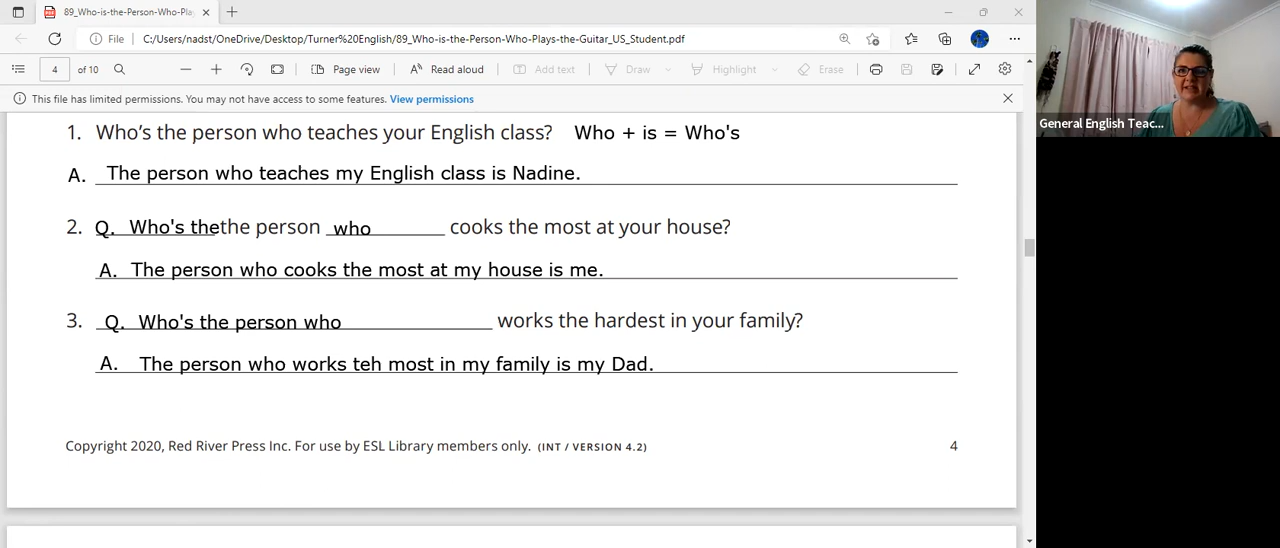 89_Who-is-the-Person-Who-Pla
File C:/Users/nadst/OneDrive/Desktop/Turner%20English/89_Who-is-the-Person-Who-Plays-the-Guitar_US_Student.pdf
4 of 10 Page view Read aloud Add text Draw Highlight Erase
This file has limited permissions. You may not have access to some features. View permissions
General English Teac...
1. Who's the person who teaches your English class? Who + is = Who's
A. The person who teaches my English class is Nadine.
2. Q. Who's thethe person who cooks the most at your house?
A. The person who cooks the most at my house is me.
3. Q. Who's the person who works the hardest in your family?
A. The person who works teh most in my family is my Dad.
Copyright 2020, Red River Press Inc. For use by ESL Library members only. (INT / VERSION 4.2) 4